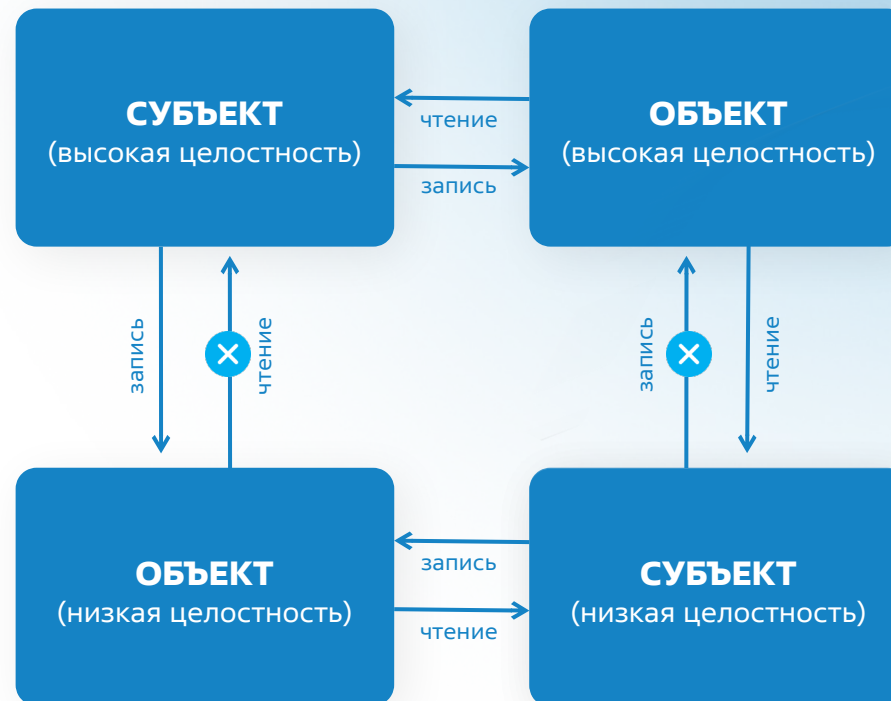 СУБЪЕКТ
(высокая целостность)
чтение
запись
ОБЪЕКТ
(высокая целостность)
запись
чтение
запись
чтение
ОБЪЕКТ
(низкая целостность)
запись
чтение
СУБЪЕКТ
(низкая целостность)